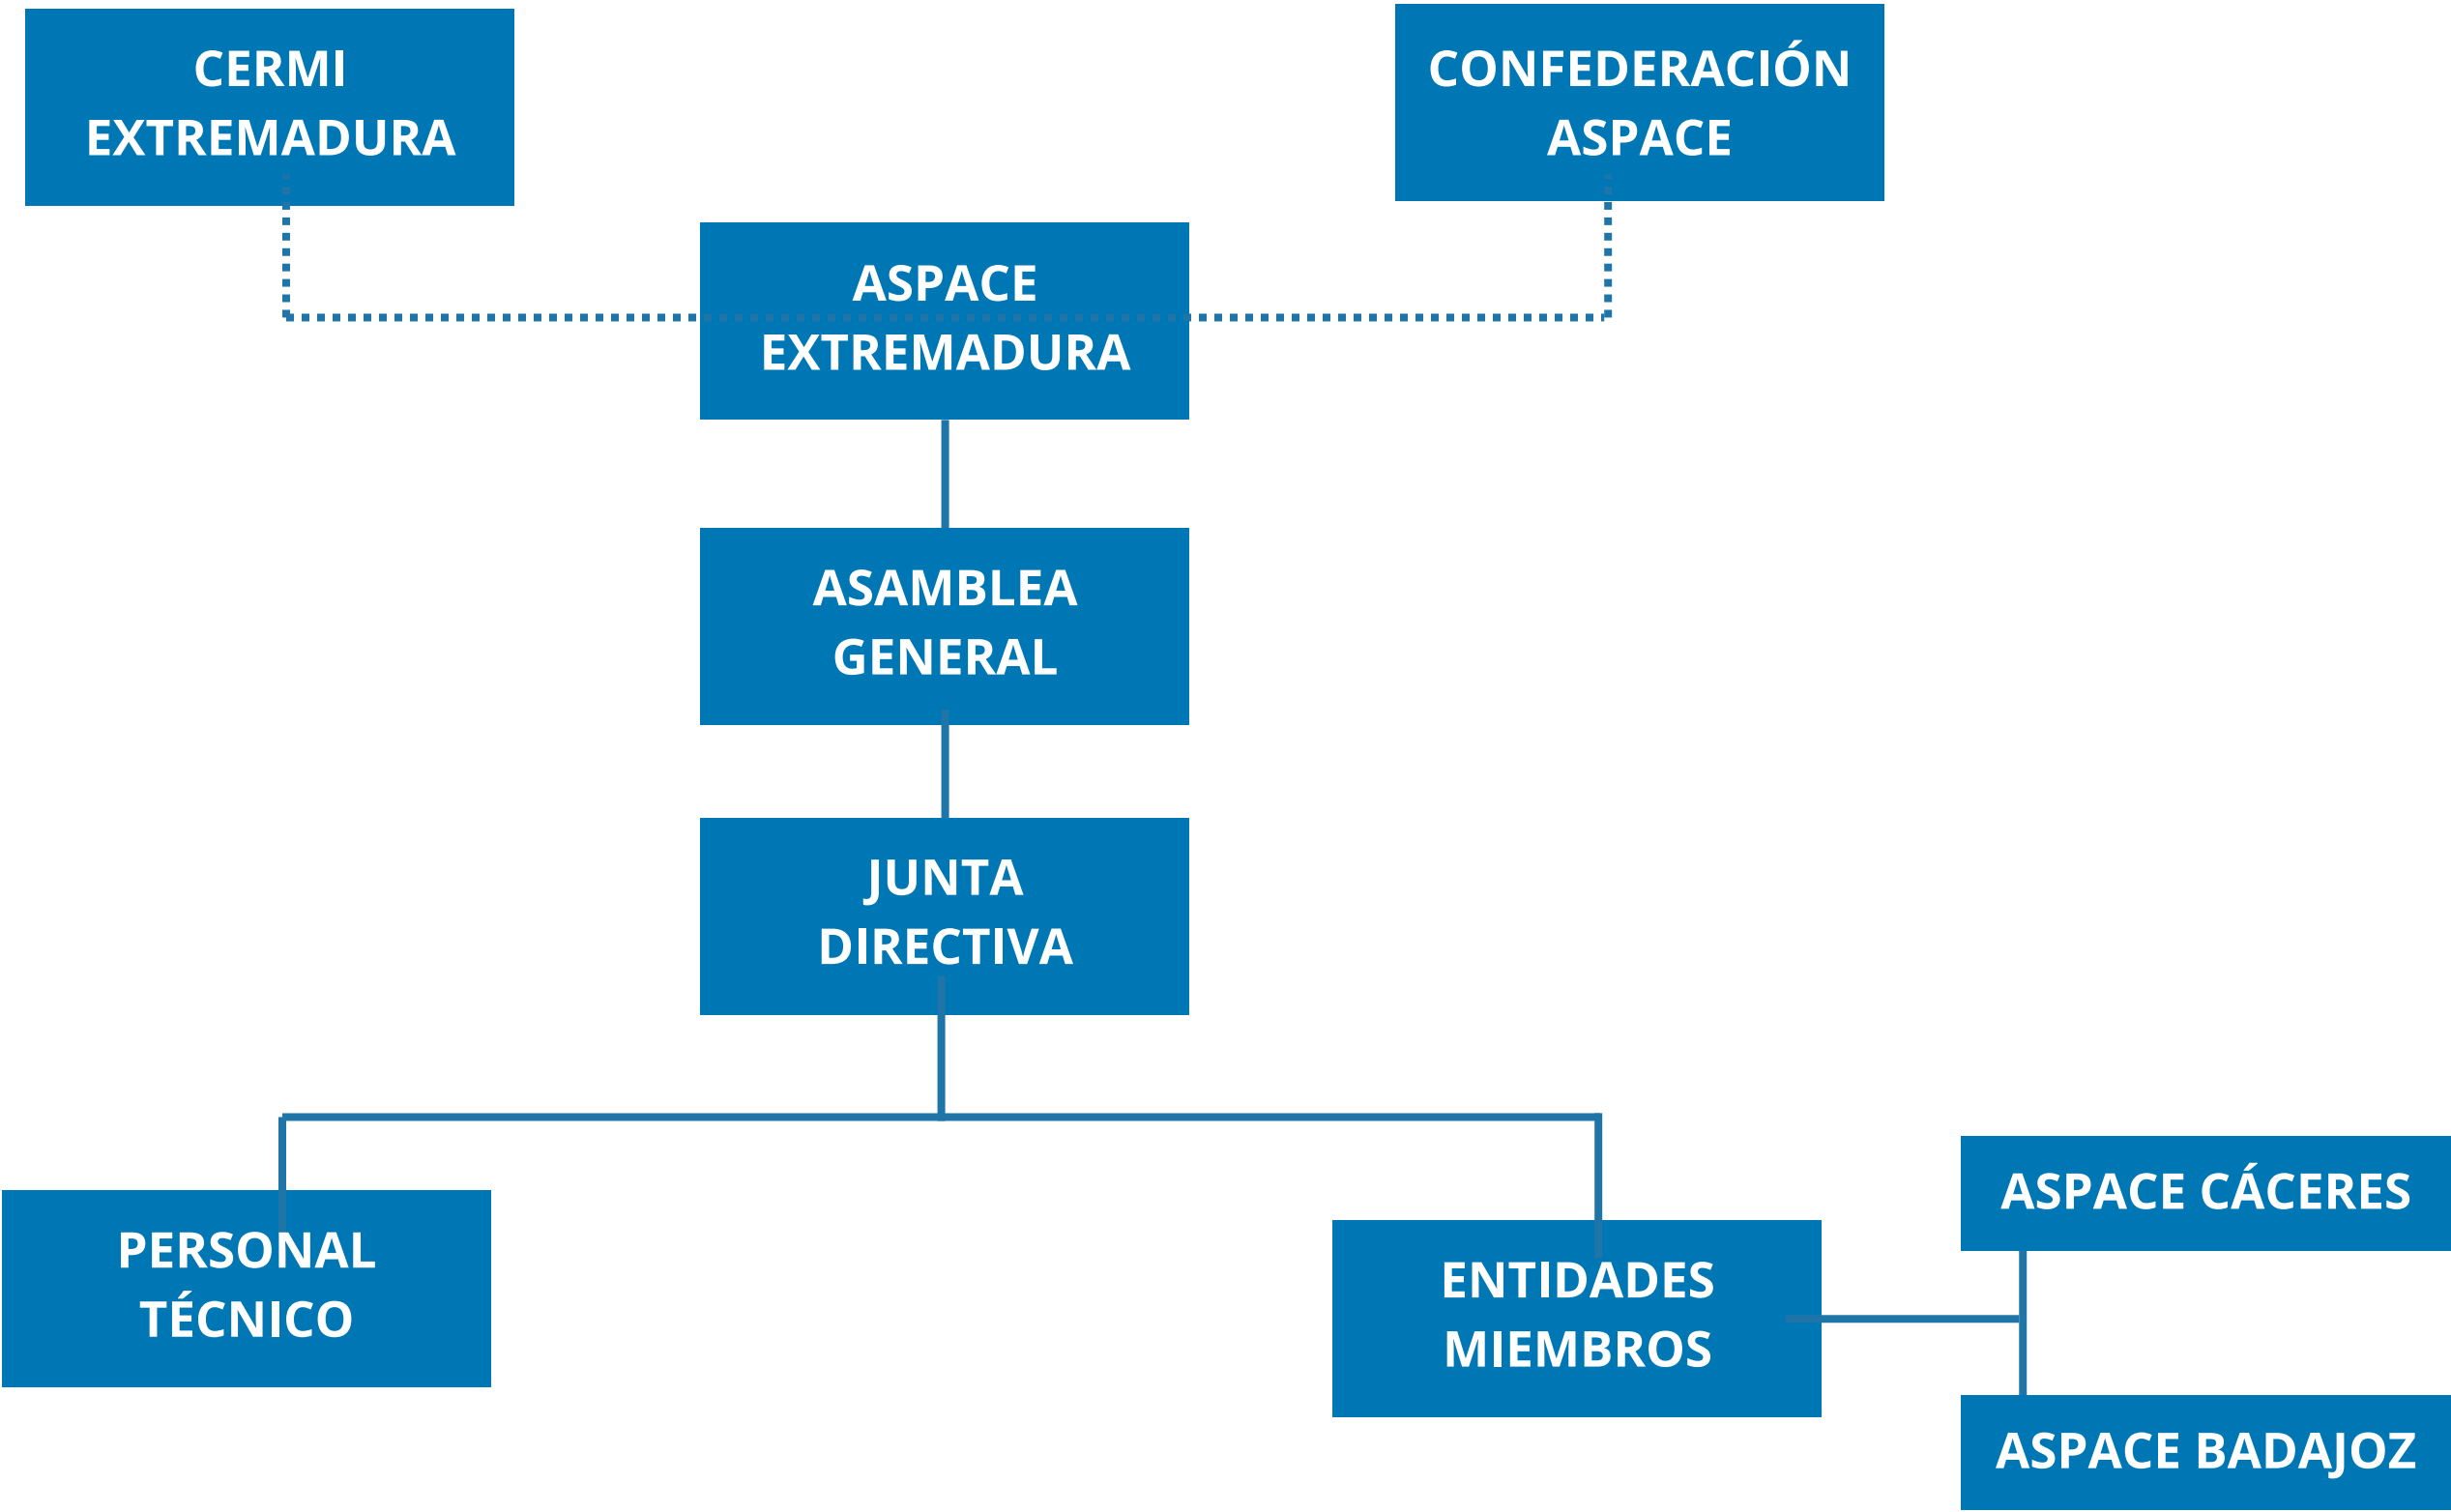 CERMI
EXTREMADURA
CONFEDERACIÓN
ASPACE
ASPACE
EXTREMADURA
ASAMBLEA
GENERAL
JUNTA
DIRECTIVA
PERSONAL
TÉCNICO
ENTIDADES
MIEMBROS
ASPACE CÁCERES
ASPACE BADAJOZ